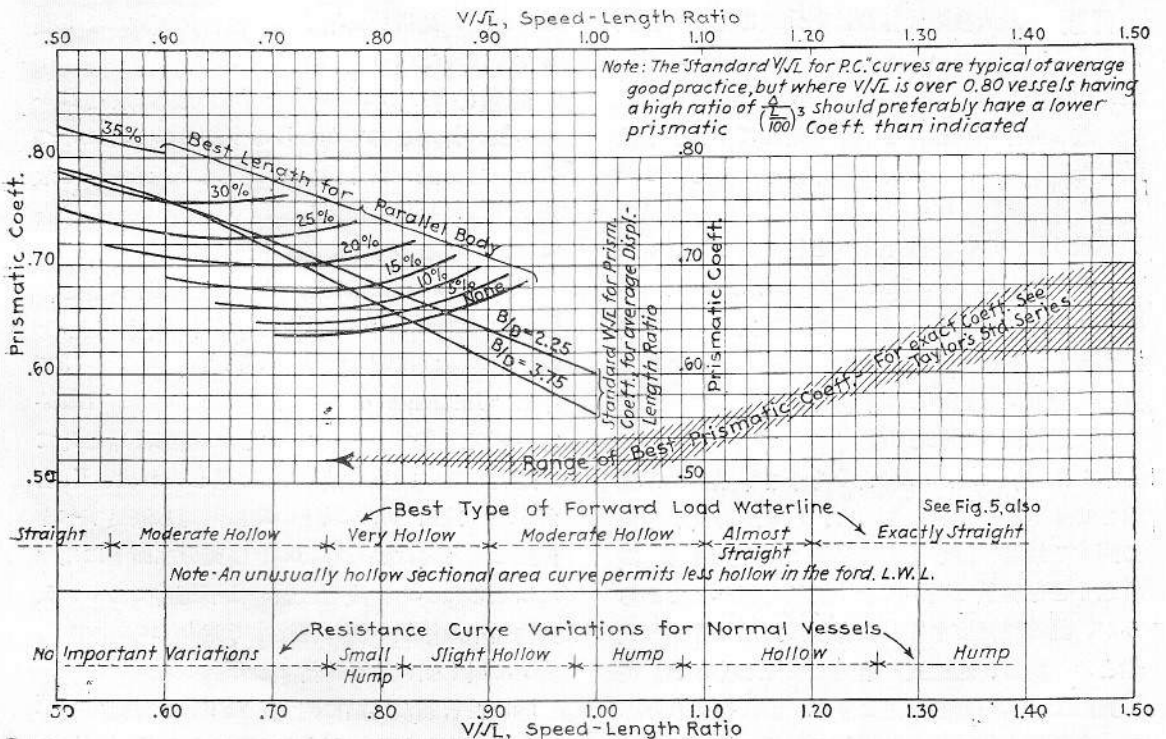 V/√L, Speed-Length Ratio
.50 .60 .70 .80 .90 1.00 1.10 1.20 1.30 1.40 1.50
Note: The "Standard V/√L for P.C." curves are typical of average
good practice, but where V/√L is over 0.80 vessels having
a high ratio of Δ/(L/100)3 should preferably have a lower
prismatic Coeft. than indicated
Prismatic Coeft.
.80
.70
.60
.50
35%
Best Length for Parallel Body
30%
25%
20%
15%
10%
5%
None
B/D=2.25
B/D=3.75
Standard V/√L for Prism.
Coeft., for average Displ.-
Length Ratio
.80
.70
.60
.50
Prismatic Coeft.
Range of Best Prismatic Coeft. - For exact Coeft. See
Taylor's Std. Series
Best Type of Forward Load Waterline
See Fig. 5, also
Straight Moderate Hollow Very Hollow Moderate Hollow Almost Straight Exactly Straight
Note-An unusually hollow sectional area curve permits less hollow in the ford. L.W.L.
Resistance Curve Variations for Normal Vessels
No Important Variations Small Hump Slight Hollow Hump Hollow Hump
.50 .60 .70 .80 .90 1.00 1.10 1.20 1.30 1.40 1.50
V/√L, Speed-Length Ratio